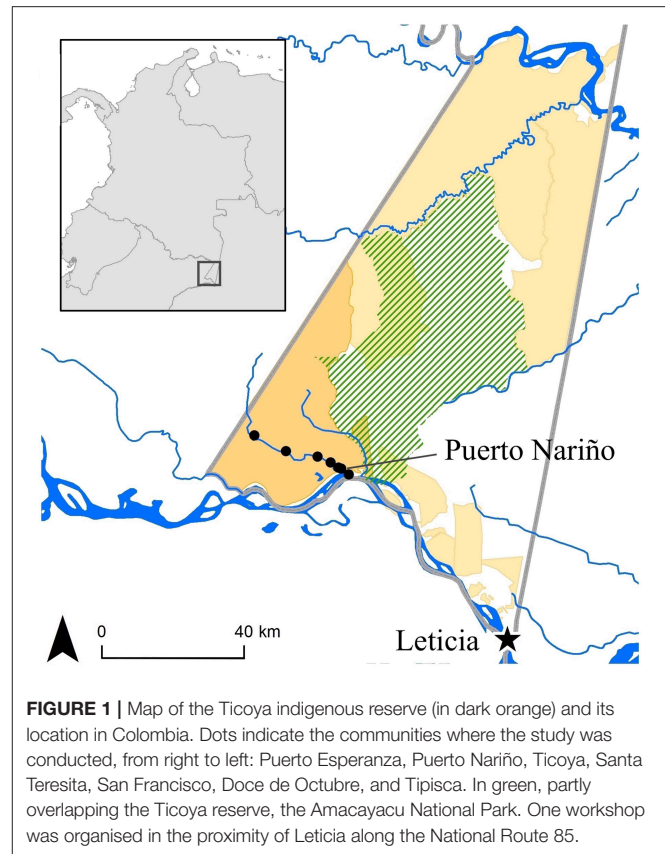 Puerto Nariño
Leticia
0 40 km
FIGURE 1 | Map of the Ticoya indigenous reserve (in dark orange) and its
location in Colombia. Dots indicate the communities where the study was
conducted, from right to left: Puerto Esperanza, Puerto Nariño, Ticoya, Santa
Teresita, San Francisco, Doce de Octubre, and Tipisca. In green, partly
overlapping the Ticoya reserve, the Amacayacu National Park. One workshop
was organised in the proximity of Leticia along the National Route 85.